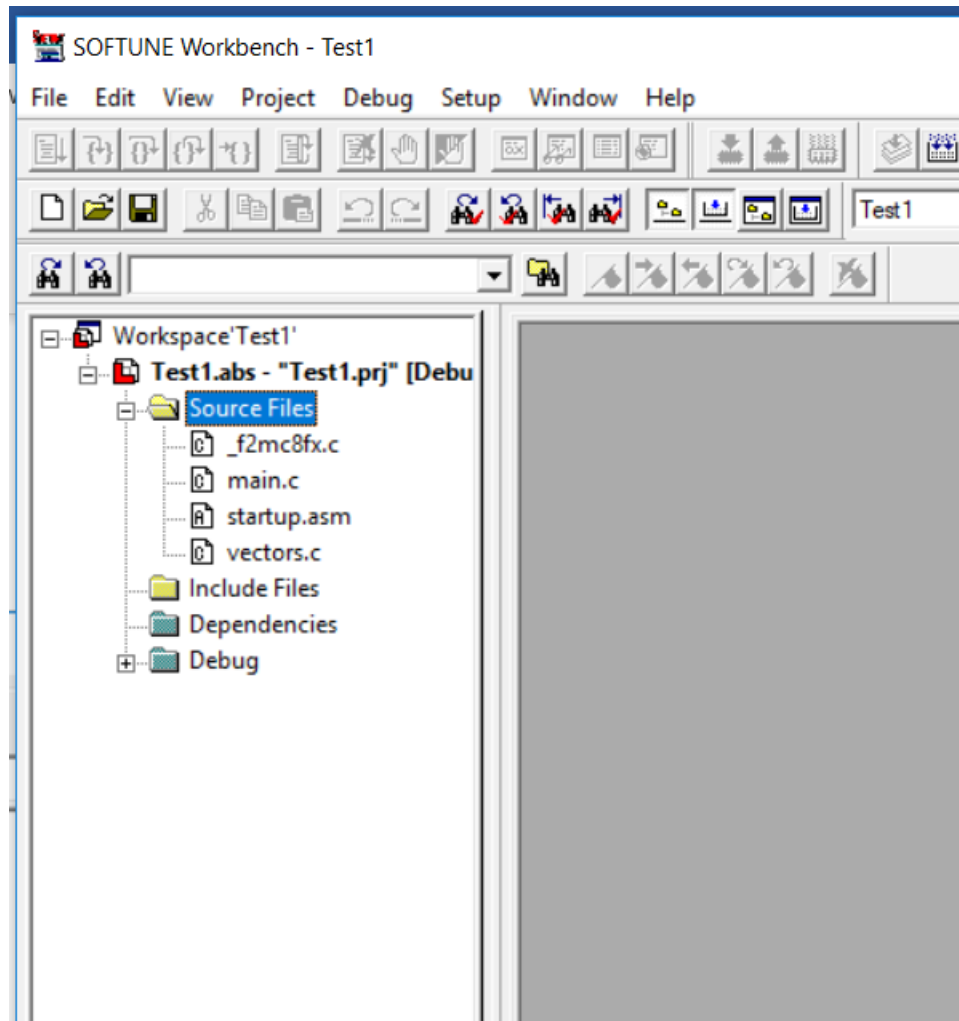 SOFTUNE Workbench - Test1
File Edit View Project Debug Setup Window Help
Test1
Workspace'Test1'
Test1.abs - "Test1.prj" [Debu
Source Files
_f2mc8fx.c
main.c
startup.asm
vectors.c
Include Files
Dependencies
Debug